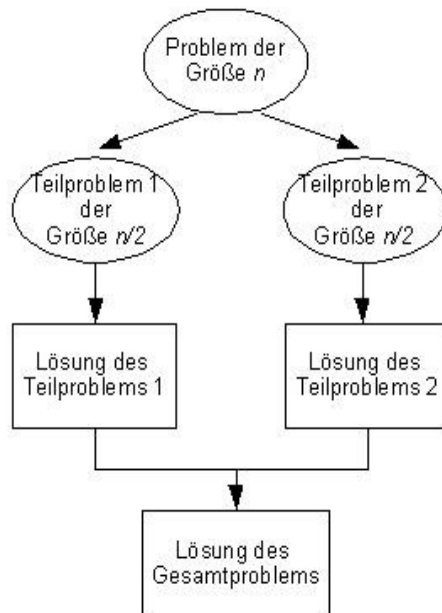 Problem der
Größe n
Teilproblem 1
der
Größe n/2
Teilproblem 2
der
Größe n/2
Lösung des
Teilproblems 1
Lösung des
Teilproblems 2
Lösung des
Gesamtproblems